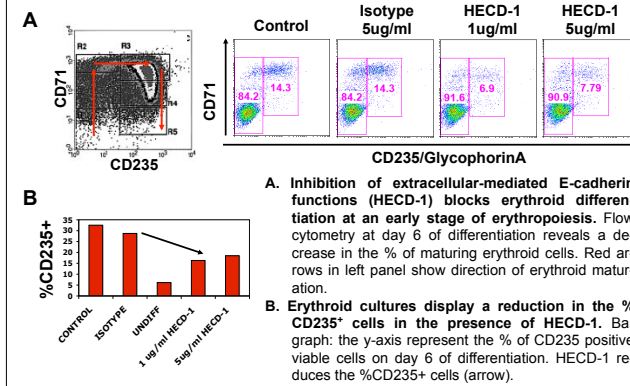 A
R2 R3
R4
R5
CD71
10⁰ 10¹ 10² 10³ 10⁴
CD235
Control
Isotype
5ug/ml
HECD-1
1ug/ml
HECD-1
5ug/ml
84.2 14.3
84.2 14.3
91.6 6.9
90.9 7.79
CD71
CD235/GlycophorinA
A. Inhibition of extracellular-mediated E-cadherin
functions (HECD-1) blocks erythroid differen
tiation at an early stage of erythropoiesis. Flow
cytometry at day 6 of differentiation reveals a de
crease in the % of maturing erythroid cells. Red ar
rows in left panel show direction of erythroid matur
ation.
B. Erythroid cultures display a reduction in the %
CD235⁺ cells in the presence of HECD-1. Ba
graph: the y-axis represent the % of CD235 positive
viable cells on day 6 of differentiation. HECD-1 re
duces the %CD235+ cells (arrow).
B
%CD235+
35
30
25
20
15
10
5
0
CONTROL
ISOTYPE
UNDIFF
1 ug/ml HECD-1
5ug/ml HECD-1